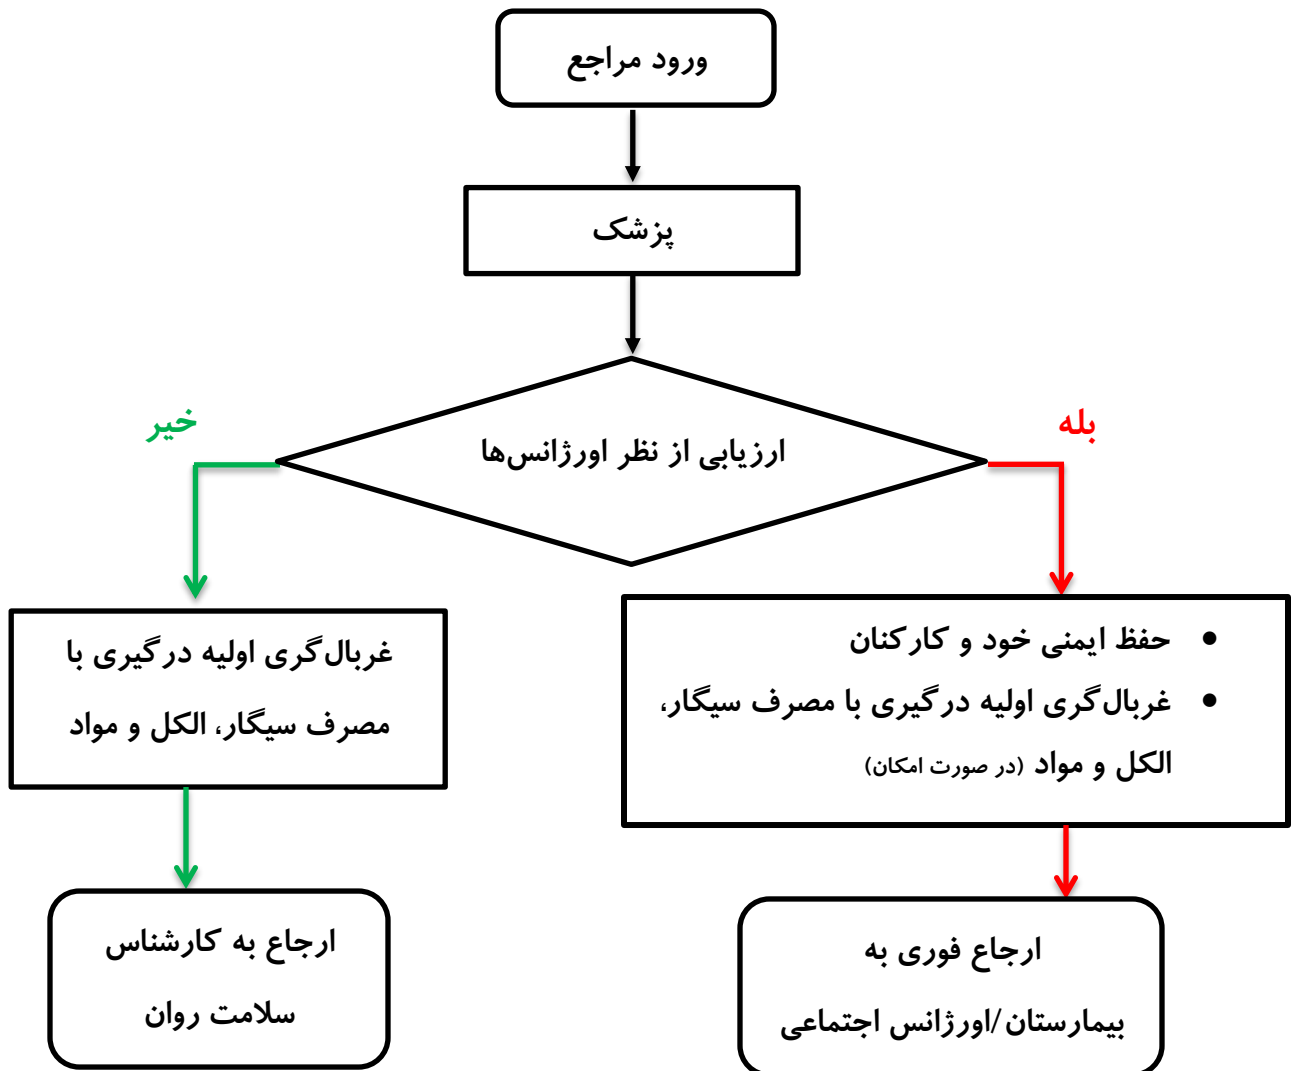 ورود مراجع
پزشک
ارزیابی از نظر اورژانس‌ها
بله
خیر
• حفظ ایمنی خود و کارکنان
• غربال‌گری اولیه درگیری با مصرف سیگار،
الکل و مواد (در صورت امکان)
غربال‌گری اولیه درگیری با
مصرف سیگار، الکل و مواد
ارجاع فوری به
بیمارستان/اورژانس اجتماعی
ارجاع به کارشناس
سلامت روان